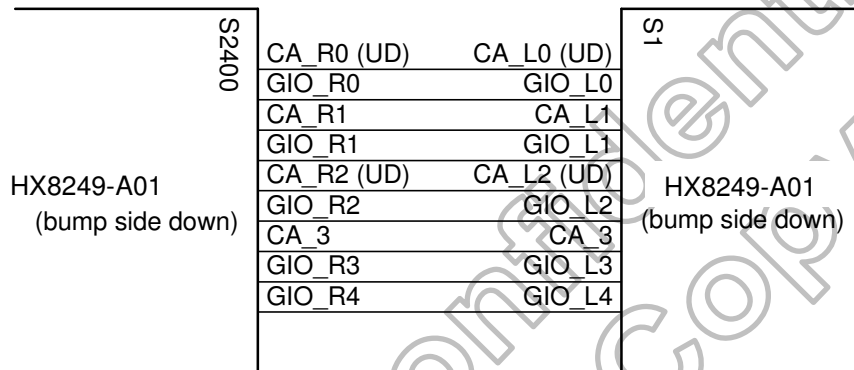 S2400
S1
CA_R0 (UD) CA_L0 (UD)
GIO_R0 GIO_L0
CA_R1 CA_L1
GIO_R1 GIO_L1
CA_R2 (UD) CA_L2 (UD)
GIO_R2 GIO_L2
CA_3 CA_3
GIO_R3 GIO_L3
GIO_R4 GIO_L4
HX8249-A01
(bump side down)
HX8249-A01
(bump side down)